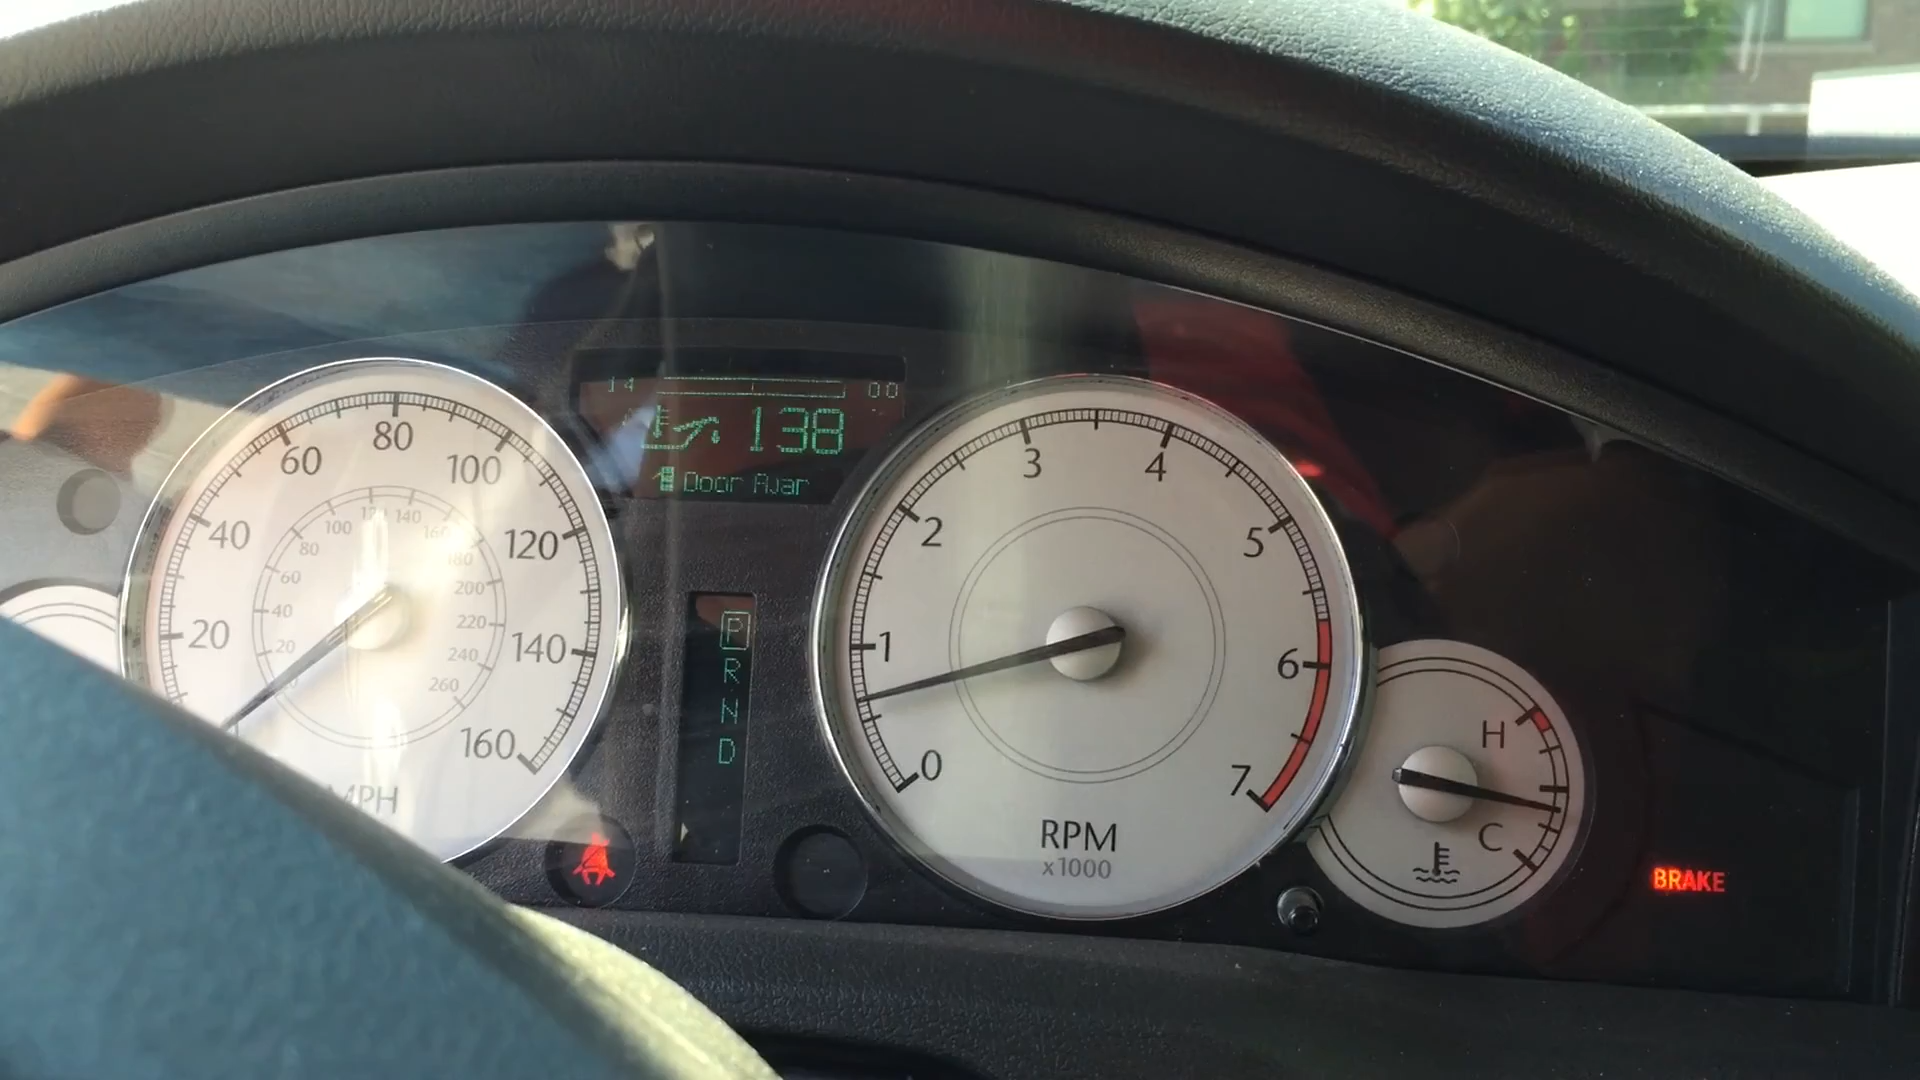 14 00
138
Door Ajar
20 40 60 80 100 120 140 160
20 40 60 80 100 120 140 160 180 200 220 240 260
MPH
P
R
N
D
0 1 2 3 4 5 6 7
RPM
x1000
H
C
BRAKE